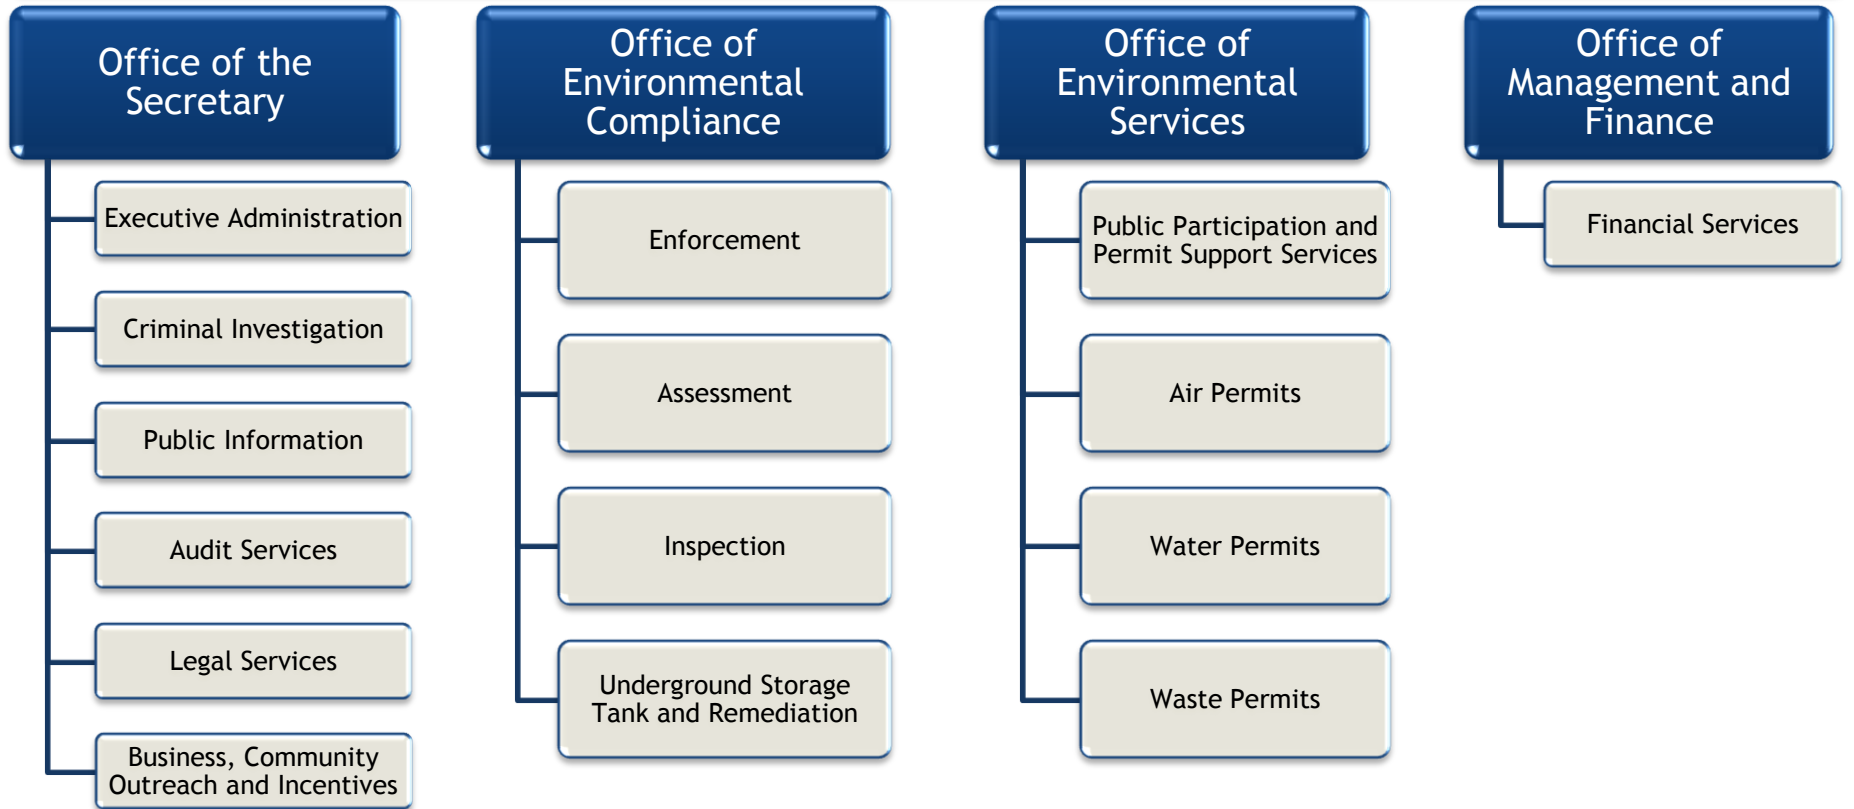 Office of the
Secretary
Executive Administration
Criminal Investigation
Public Information
Audit Services
Legal Services
Business, Community
Outreach and Incentives
Office of
Environmental
Compliance
Enforcement
Assessment
Inspection
Underground Storage
Tank and Remediation
Office of
Environmental
Services
Public Participation and
Permit Support Services
Air Permits
Water Permits
Waste Permits
Office of
Management and
Finance
Financial Services